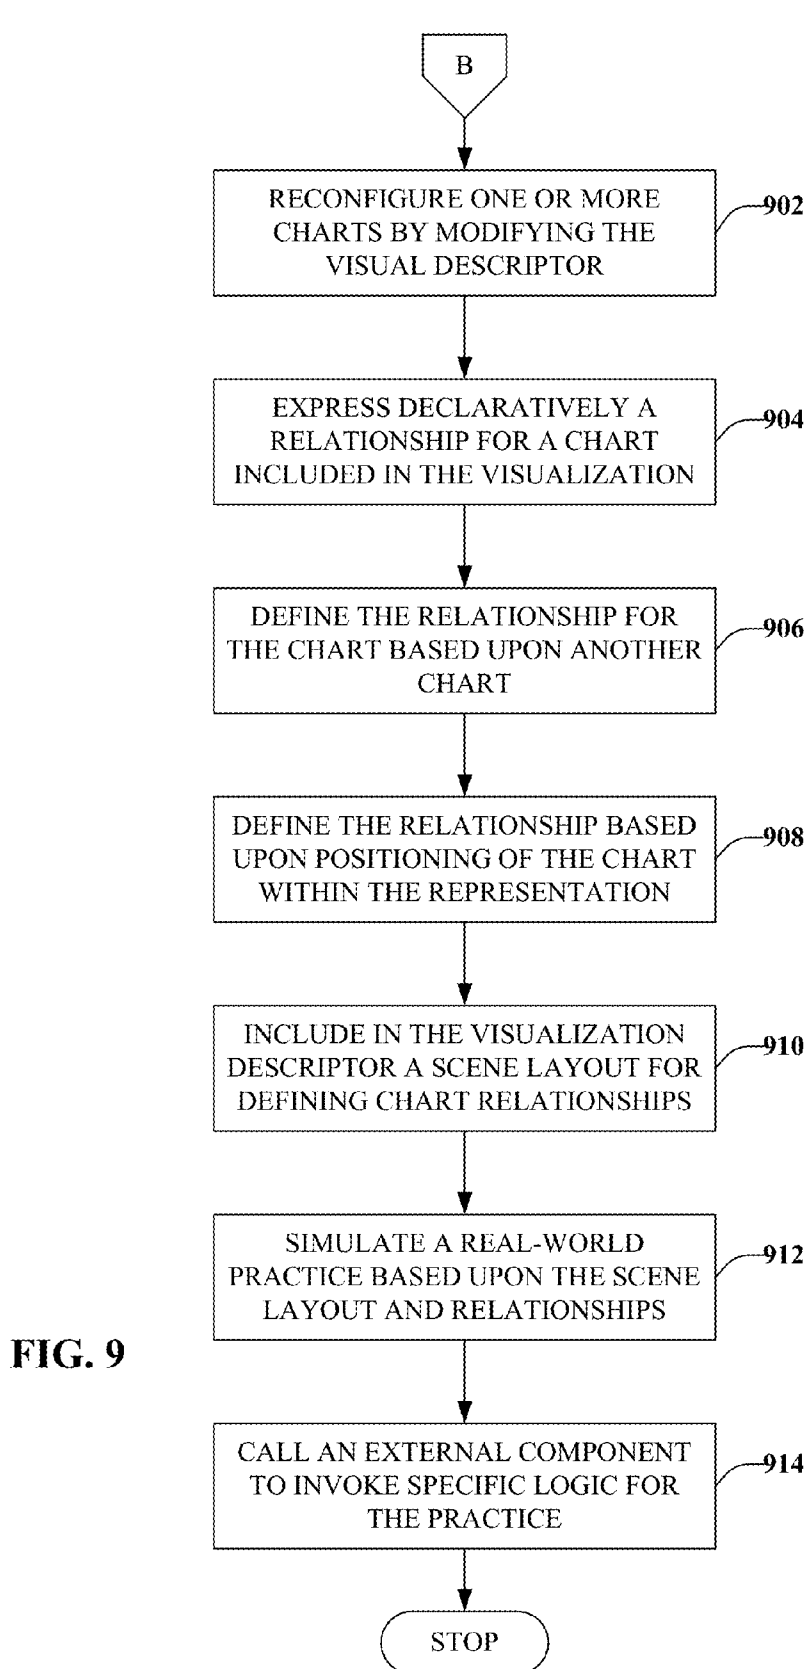 B
RECONFIGURE ONE OR MORE
CHARTS BY MODIFYING THE
VISUAL DESCRIPTOR
902
EXPRESS DECLARATIVELY A
RELATIONSHIP FOR A CHART
INCLUDED IN THE VISUALIZATION
904
DEFINE THE RELATIONSHIP FOR
THE CHART BASED UPON ANOTHER
CHART
906
DEFINE THE RELATIONSHIP BASED
UPON POSITIONING OF THE CHART
WITHIN THE REPRESENTATION
908
INCLUDE IN THE VISUALIZATION
DESCRIPTOR A SCENE LAYOUT FOR
DEFINING CHART RELATIONSHIPS
910
SIMULATE A REAL-WORLD
PRACTICE BASED UPON THE SCENE
LAYOUT AND RELATIONSHIPS
912
FIG. 9
CALL AN EXTERNAL COMPONENT
TO INVOKE SPECIFIC LOGIC FOR
THE PRACTICE
914
STOP